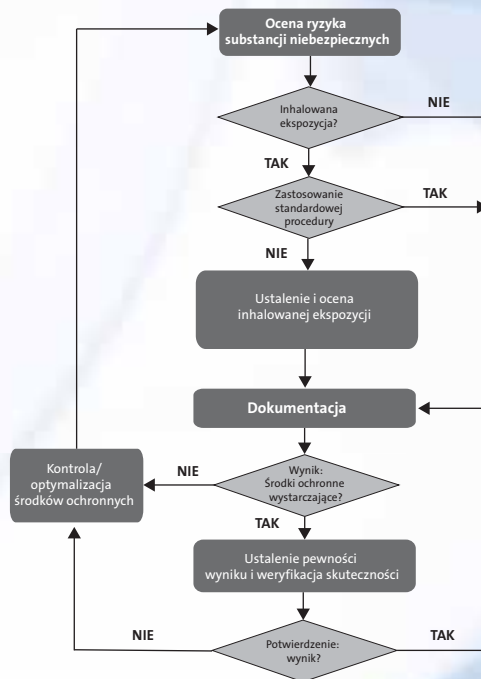 Ocena ryzyka
substancji niebezpiecznych
Inhalowana
ekspozycja?
NIE
TAK
Zastosowanie
standardowej
procedury
TAK
NIE
Ustalenie i ocena
inhalowanej ekspozycji
Dokumentacja
Kontrola/
optymalizacja
środków ochronnych
NIE
Wynik:
Środki ochronne
wystarczające?
TAK
Ustalenie pewności
wyniku i weryfikacja skuteczności
NIE
Potwierdzenie:
wynik?
TAK